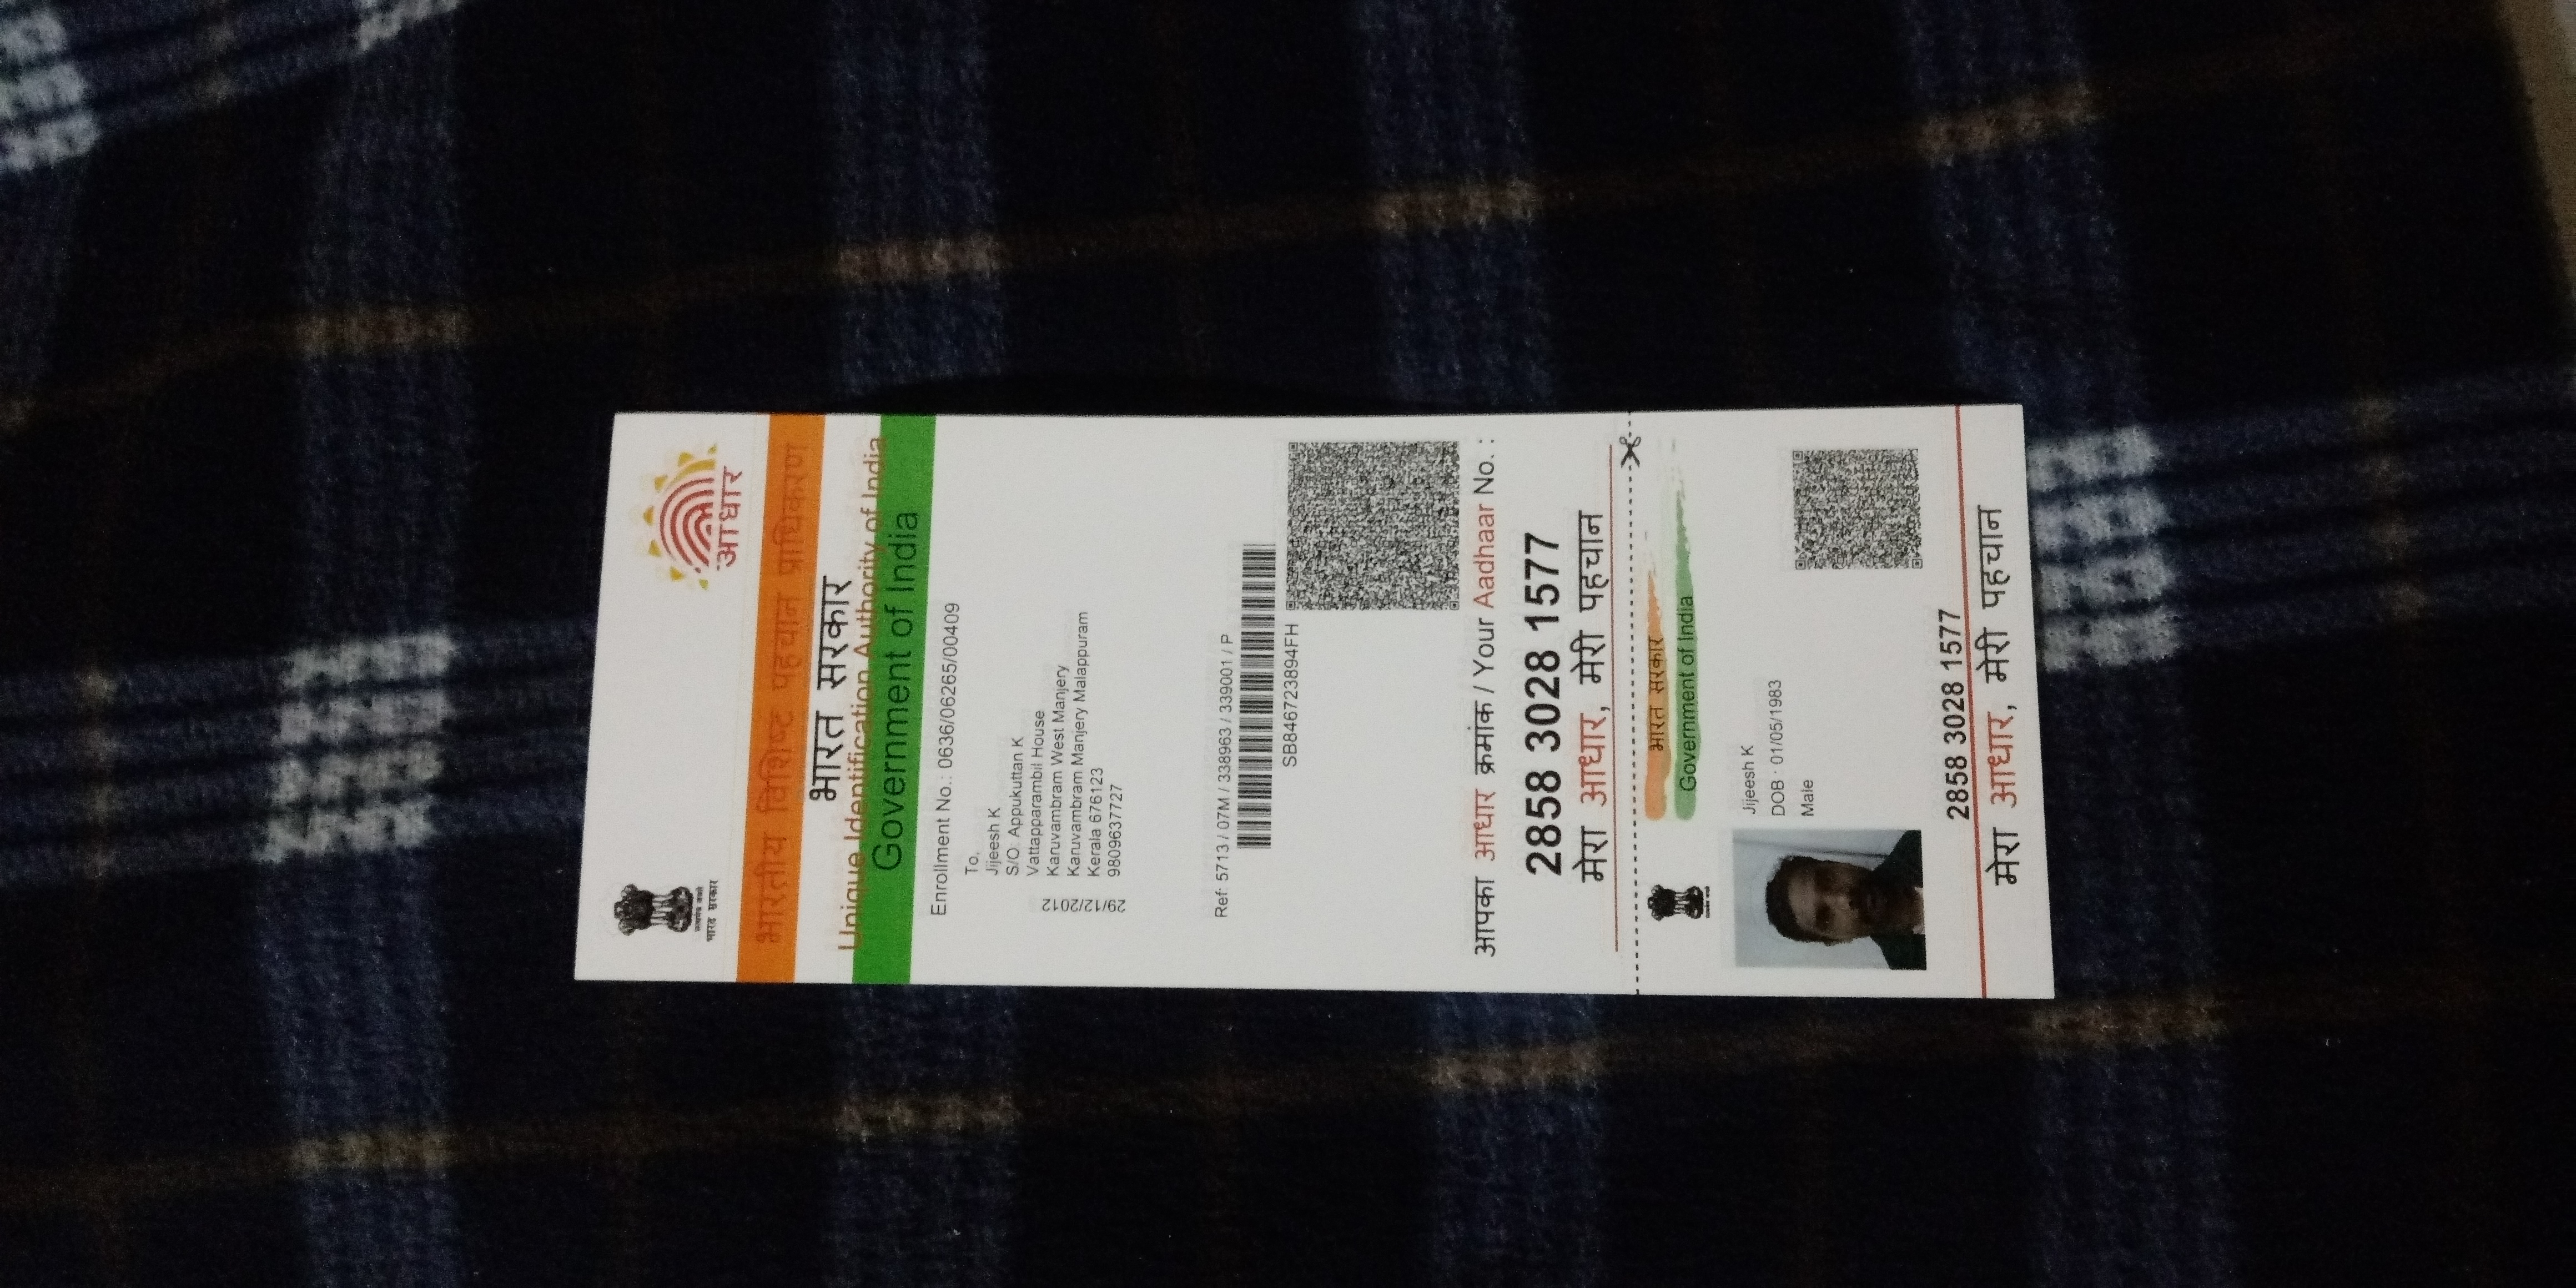 सत्यमेव जयते
भारत सरकार
आधार
भारतीय विशिष्ट पहचान प्राधिकरण
भारत सरकार
Unique Identification Authority of India
Government of India
Enrollment No.: 0636/06265/00409
To,
Jijeesh K
S/O: Appukuttan K
Vattapparambil House
Karuvambram West Manjery
Karuvambram Manjery Malappuram
Kerala 676123
9809637727
29/12/2012
Ref: 5713 / 07M / 338963 / 339001 / P
SB846723894FH
आपका आधार क्रमांक / Your Aadhaar No. :
2858 3028 1577
मेरा आधार, मेरी पहचान
भारत सरकार
Government of India
Jijeesh K
DOB : 01/05/1983
Male
2858 3028 1577
मेरा आधार, मेरी पहचान